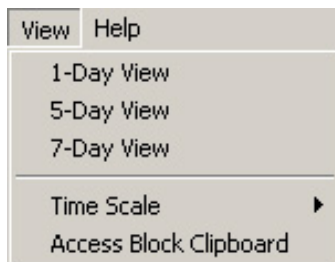 View Help
1-Day View
5-Day View
7-Day View
Time Scale
Access Block Clipboard